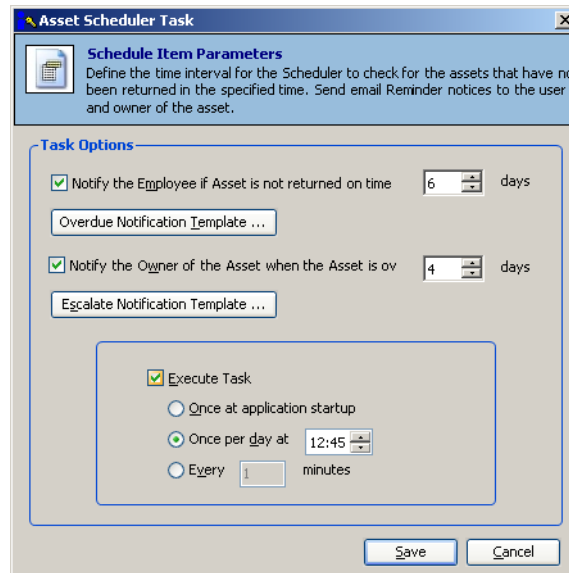 Asset Scheduler Task
Schedule Item Parameters
Define the time interval for the Scheduler to check for the assets that have no
been returned in the specified time. Send email Reminder notices to the user
and owner of the asset.
Task Options
Notify the Employee if Asset is not returned on time 6 days
Overdue Notification Template ...
Notify the Owner of the Asset when the Asset is ov 4 days
Escalate Notification Template ...
Execute Task
Once at application startup
Once per day at 12:45
Every 1 minutes
Save Cancel